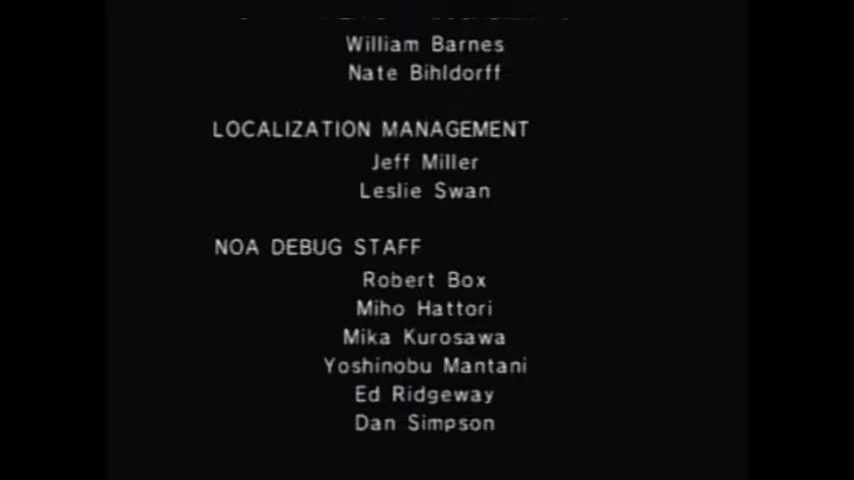 William Barnes
Nate Bihldorff
LOCALIZATION MANAGEMENT
Jeff Miller
Leslie Swan
NOA DEBUG STAFF
Robert Box
Miho Hattori
Mika Kurosawa
Yoshinobu Mantani
Ed Ridgeway
Dan Simpson